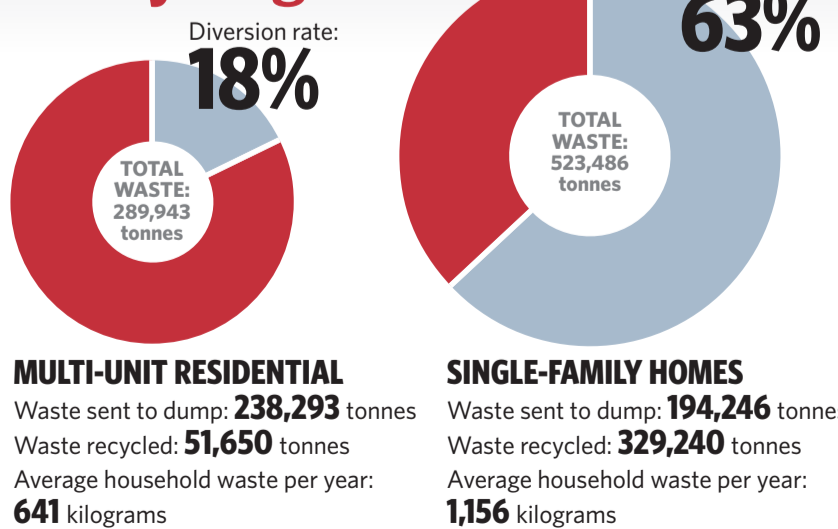 Diversion rate:
18%
63%
TOTAL
WASTE:
289,943
tonnes
TOTAL
WASTE:
523,486
tonnes
MULTI-UNIT RESIDENTIAL
Waste sent to dump: 238,293 tonnes
Waste recycled: 51,650 tonnes
Average household waste per year:
641 kilograms
SINGLE-FAMILY HOMES
Waste sent to dump: 194,246 tonne
Waste recycled: 329,240 tonnes
Average household waste per year:
1,156 kilograms